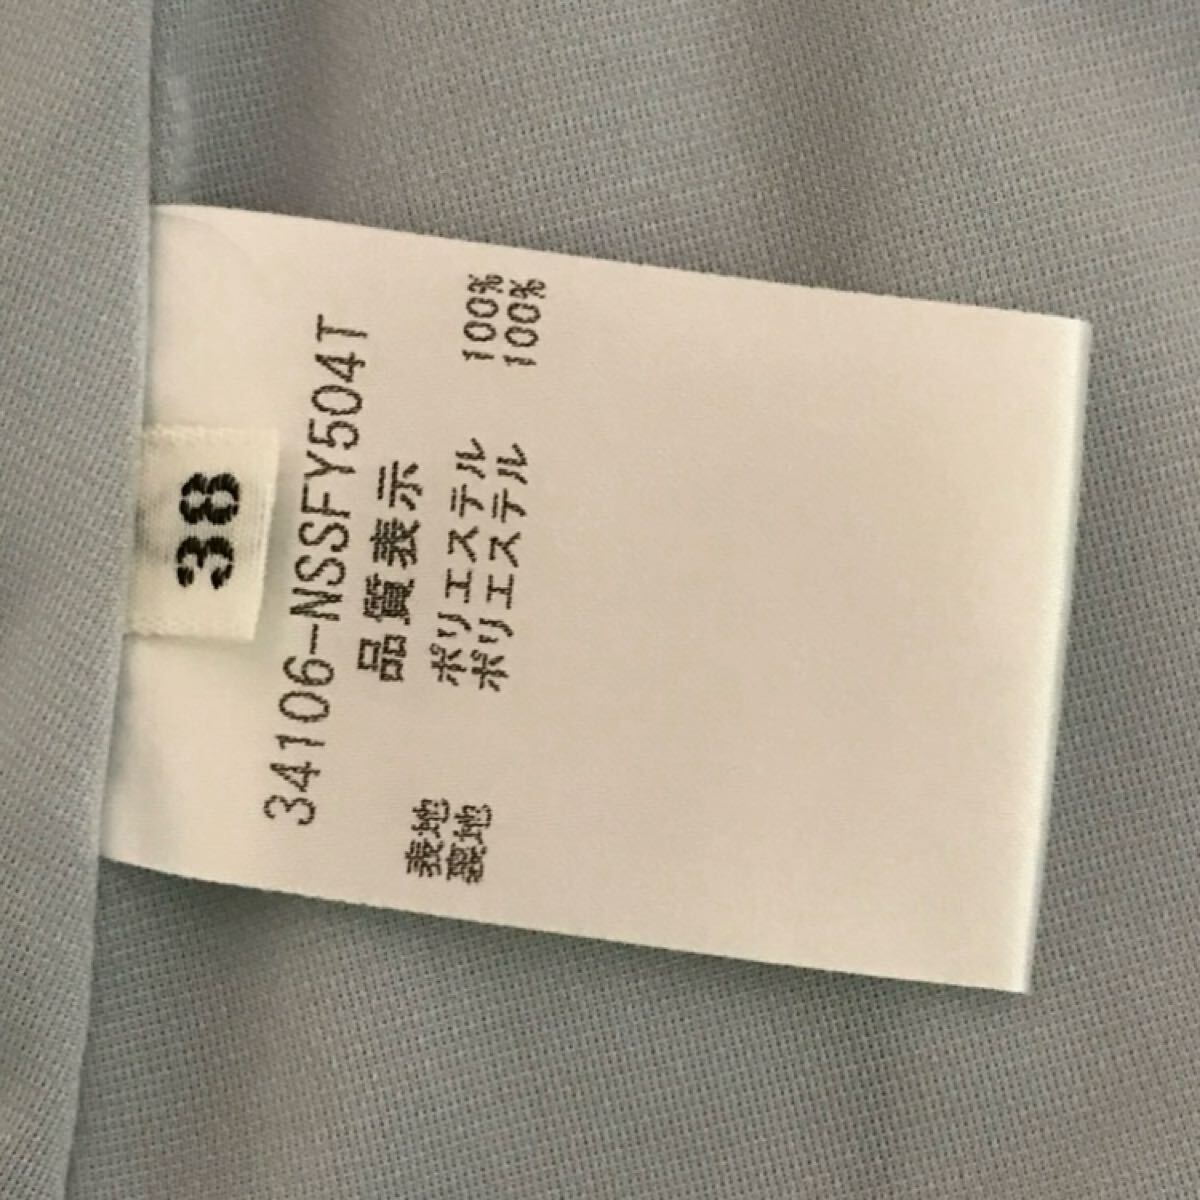 38
34106-NSSFY504T
品質表示
表地 ポリエステル 100%
裏地 ポリエステル 100%